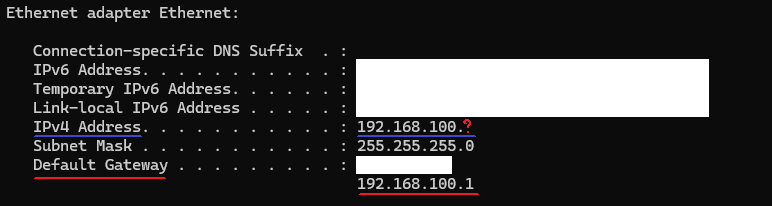 Ethernet adapter Ethernet:
Connection-specific DNS Suffix . :
IPv6 Address. . . . . . . . . . . :
Temporary IPv6 Address. . . . . . :
Link-local IPv6 Address . . . . . :
IPv4 Address. . . . . . . . . . . : 192.168.100.?
Subnet Mask . . . . . . . . . . . : 255.255.255.0
Default Gateway . . . . . . . . . :
192.168.100.1